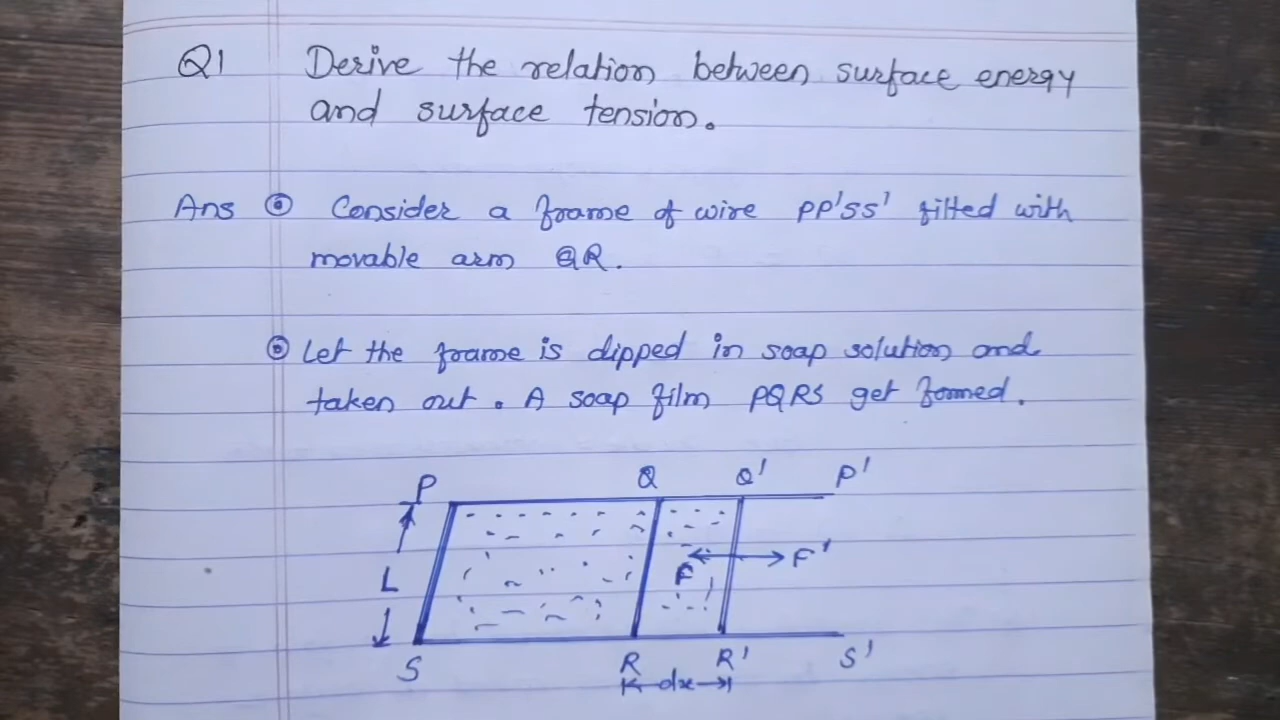 Q1 Derive the relation between surface energy
and surface tension.
Ans ⊙ Consider a frame of wire PP'SS' fitted with
movable arm QR.
⊙ Let the frame is dipped in soap solution and
taken out. A soap film PQRS get formed.
P Q Q' P'
L F F'
S R R' S'
dx